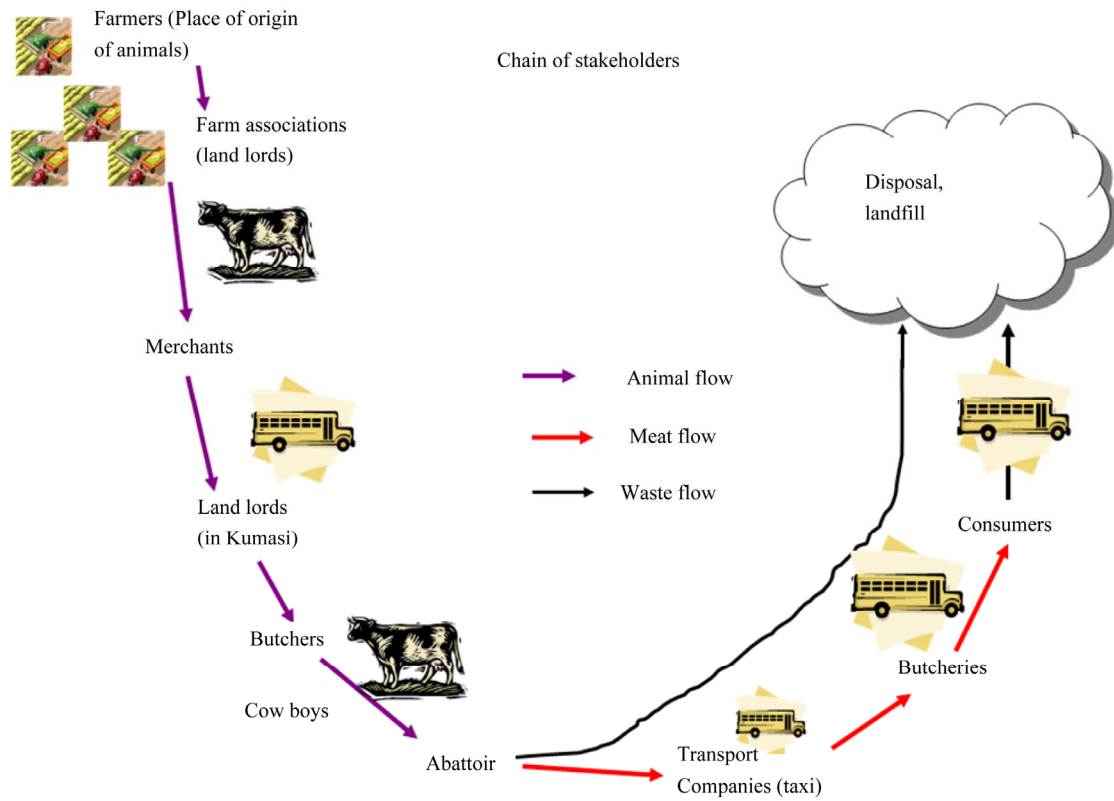 Farmers (Place of origin
of animals)
Chain of stakeholders
Farm associations
(land lords)
Disposal,
landfill
Merchants
Animal flow
Meat flow
Waste flow
Land lords
(in Kumasi)
Consumers
Butchers
Butcheries
Cow boys
Abattoir
Transport
Companies (taxi)